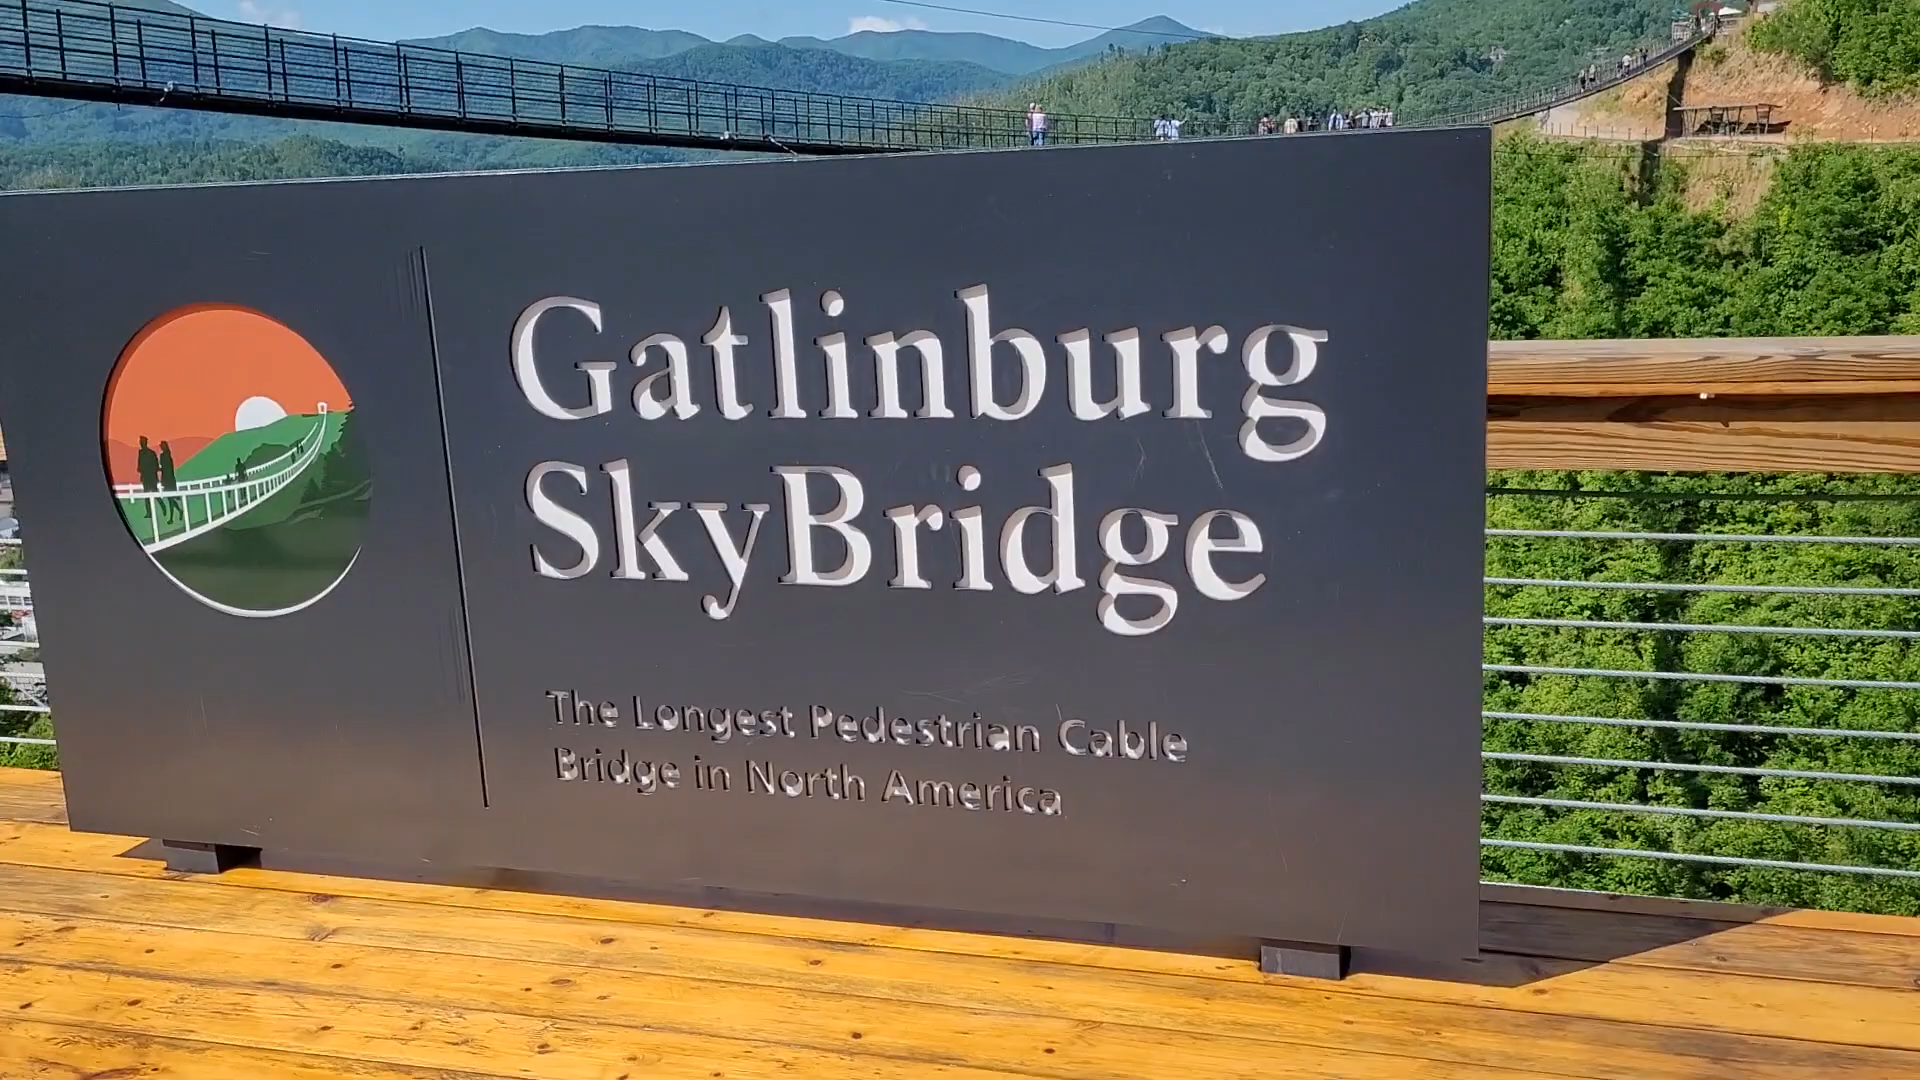 Gatlinburg
SkyBridge
The Longest Pedestrian Cable
Bridge in North America